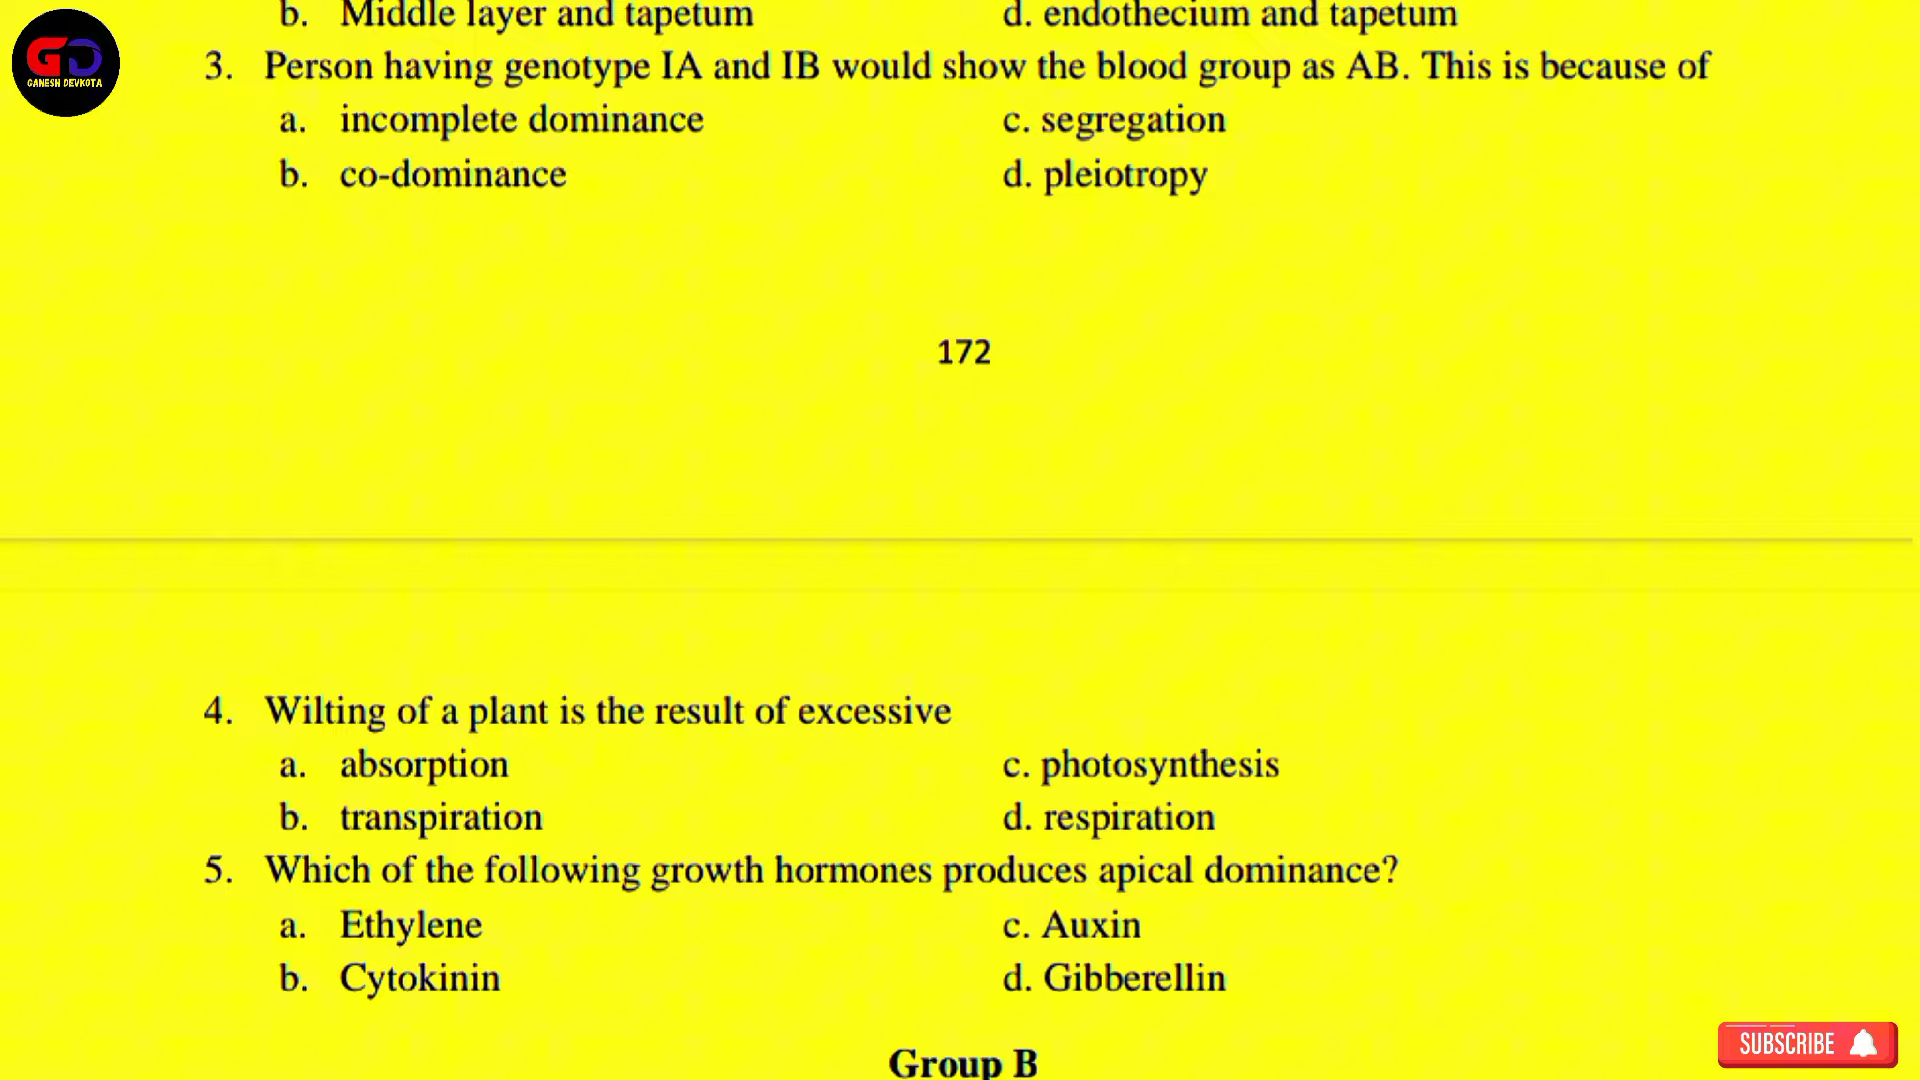 b. Middle layer and tapetum d. endothecium and tapetum
GD
GANESH DEVKOTA
3. Person having genotype IA and IB would show the blood group as AB. This is because of
a. incomplete dominance c. segregation
b. co-dominance d. pleiotropy
172
4. Wilting of a plant is the result of excessive
a. absorption c. photosynthesis
b. transpiration d. respiration
5. Which of the following growth hormones produces apical dominance?
a. Ethylene c. Auxin
b. Cytokinin d. Gibberellin
Group B
SUBSCRIBE